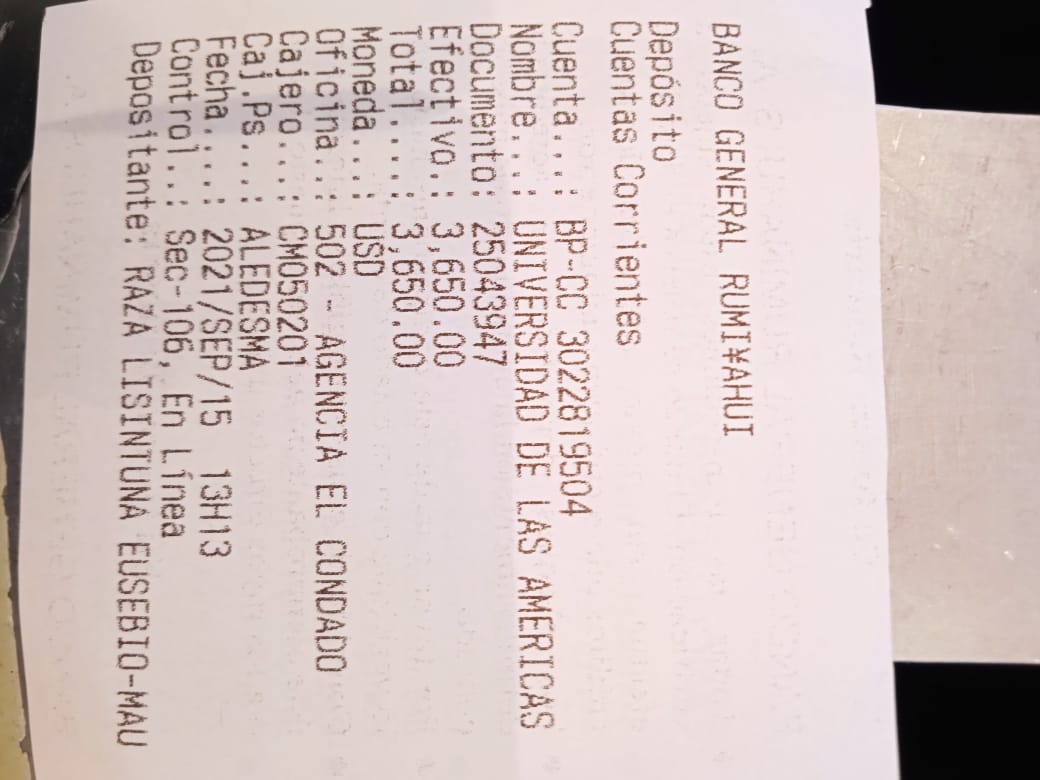 BANCO GENERAL RUMI¥AHUI
Depósito
Cuentas Corrientes
Cuenta...: BP-CC 3022819504
Nombre...: UNIVERSIDAD DE LAS AMERICAS
Documento: 25043947
Efectivo.: 3,650.00
Total....: 3,650.00
Moneda...: USD
Oficina..: 502 - AGENCIA EL CONDADO
Cajero...: CM050201
Caj.Ps...: ALEDESMA
Fecha....: 2021/SEP/15 13H13
Control..: Sec-106, En Línea
Depositante: RAZA LISINTUNA EUSEBIO-MAU